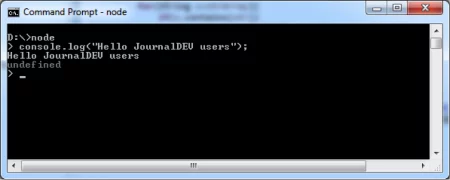 Command Prompt - node
D:\>node
> console.log("Hello JournalDEV users");
Hello JournalDEV users
undefined
> _